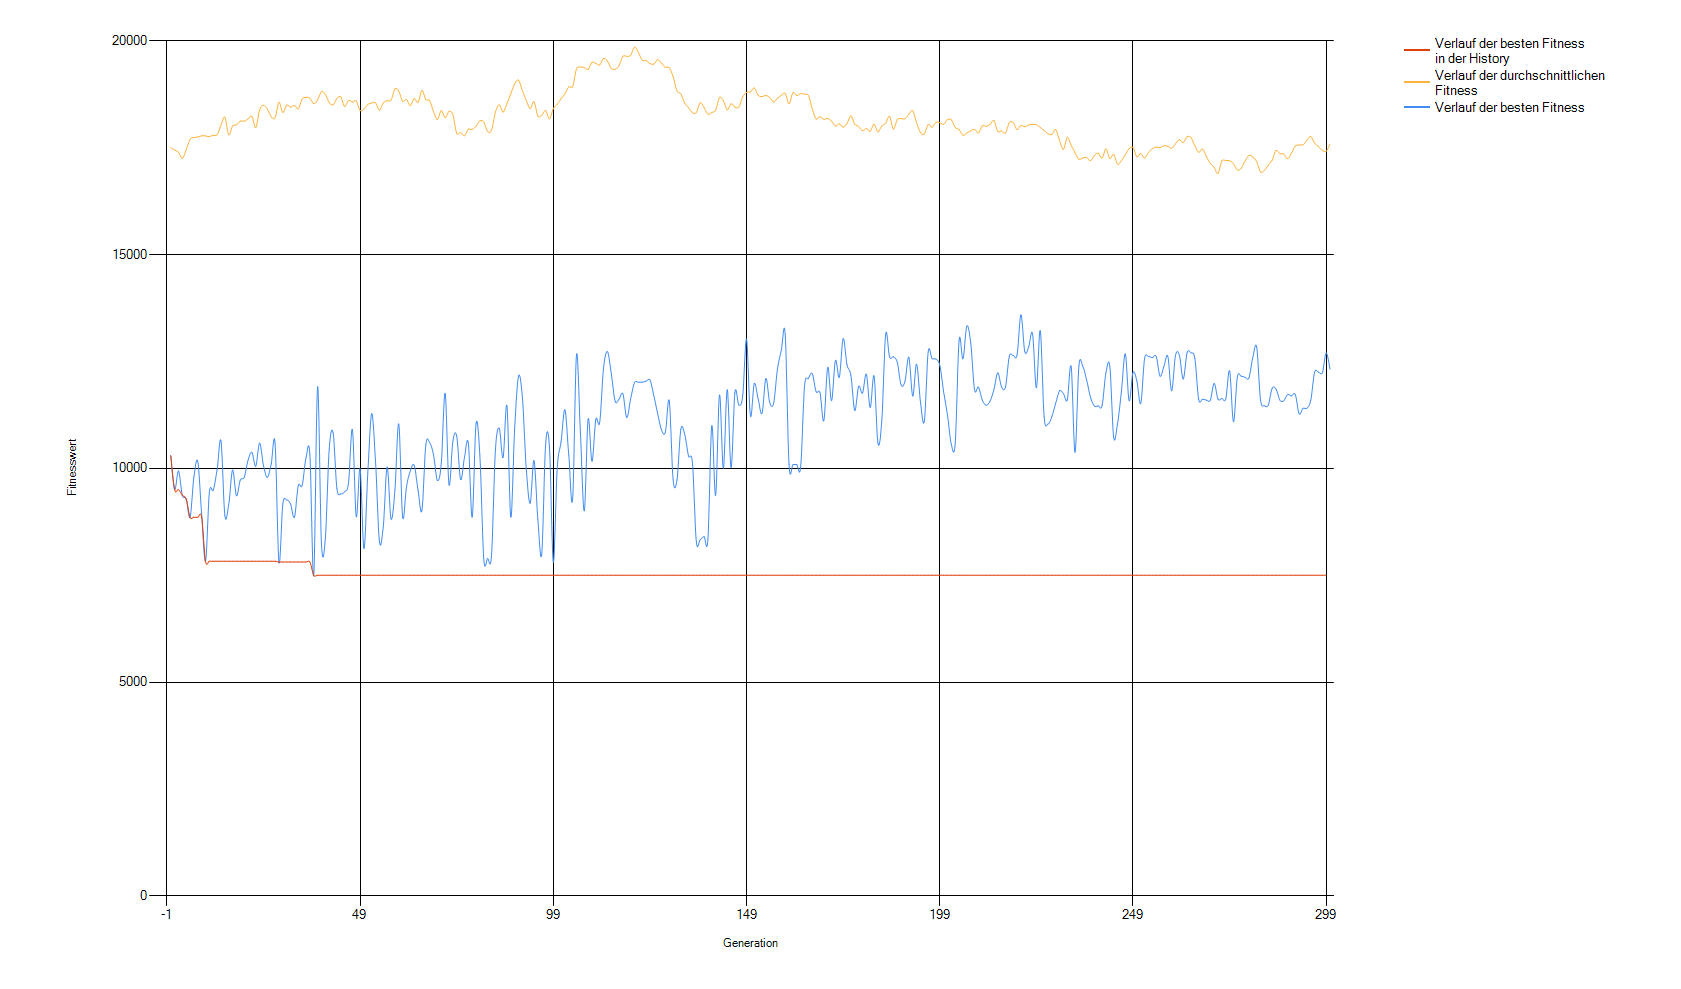 20000
15000
10000
5000
0
Fitnesswert
-1
49
99
149
199
249
299
Generation
Verlauf der besten Fitness
in der History
Verlauf der durchschnittlichen
Fitness
Verlauf der besten Fitness